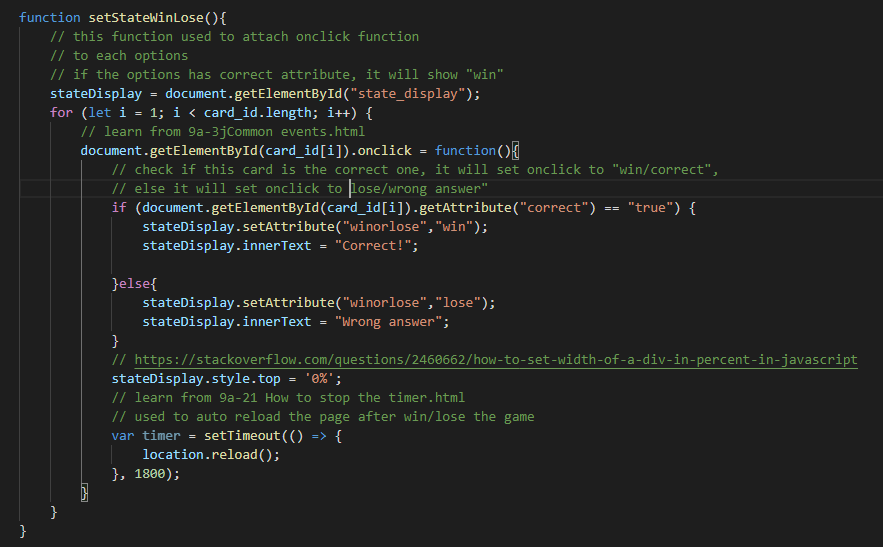 function setStateWinLose(){
// this function used to attach onclick function
// to each options
// if the options has correct attribute, it will show "win"
stateDisplay = document.getElementById("state_display");
for (let i = 1; i < card_id.length; i++) {
// learn from 9a-3jCommon events.html
document.getElementById(card_id[i]).onclick = function(){
// check if this card is the correct one, it will set onclick to "win/correct",
// else it will set onclick to lose/wrong answer"
if (document.getElementById(card_id[i]).getAttribute("correct") == "true") {
stateDisplay.setAttribute("winorlose","win");
stateDisplay.innerText = "Correct!";
}else{
stateDisplay.setAttribute("winorlose","lose");
stateDisplay.innerText = "Wrong answer";
}
// https://stackoverflow.com/questions/2460662/how-to-set-width-of-a-div-in-percent-in-javascript
stateDisplay.style.top = '0%';
// learn from 9a-21 How to stop the timer.html
// used to auto reload the page after win/lose the game
var timer = setTimeout(() => {
location.reload();
}, 1800);
}
}
}